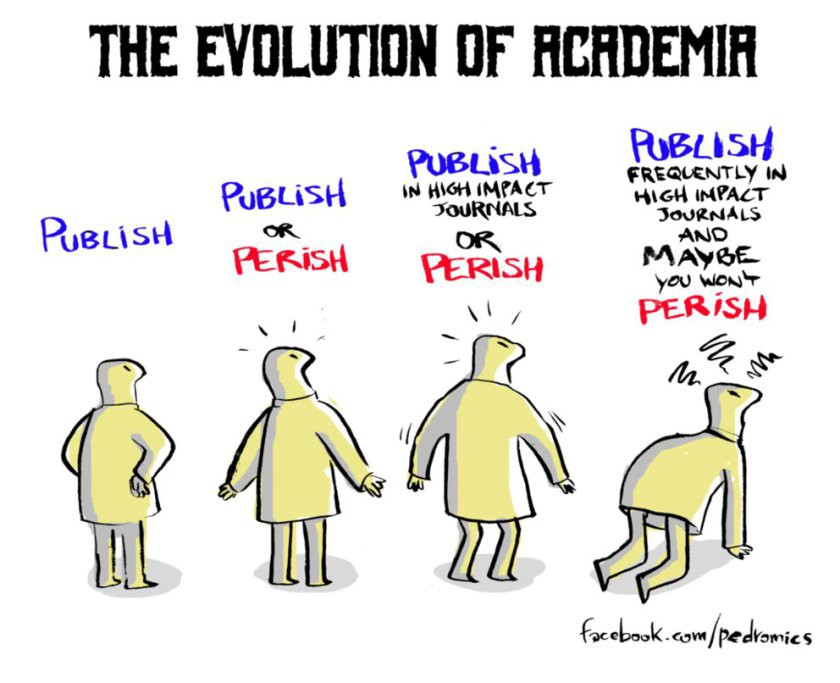 THE EVOLUTION OF ACADEMIA
PUBLISH
PUBLISH
OR
PERISH
PUBLISH
IN HIGH IMPACT
JOURNALS
OR
PERISH
PUBLISH
FREQUENTLY IN
HIGH IMPACT
JOURNALS
AND
MAYBE
YOU WON'T
PERISH
facebook.com/pedromics